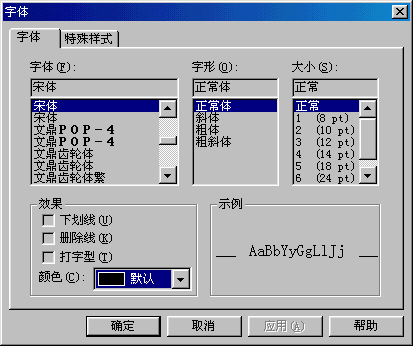 字体
字体 特殊样式
字体(F): 字形(O): 大小(S):
宋体 正常体 正常
宋体 正常体 正常
宋体 斜体 1 (8 pt)
文鼎POP-4 粗体 2 (10 pt)
文鼎POP-4 粗斜体 3 (12 pt)
文鼎齿轮体 4 (14 pt)
文鼎齿轮体 5 (18 pt)
文鼎齿轮体繁 6 (24 pt)
效果 示例
下划线(U)
删除线(K) AaBbYyGgLlJj
打字型(T)
颜色(C): 默认
确定 取消 应用(A) 帮助